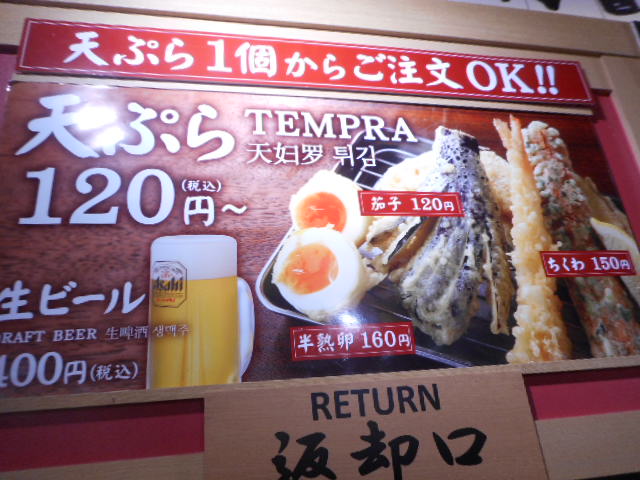 天ぷら1個からご注文OK!!
天ぷら TEMPRA
天妇罗 튀김
120円～
(税込)
茄子 120円
ちくわ 150円
半熟卵 160円
Asahi
生ビール
CRAFT BEER 生啤酒 생맥주
400円(税込)
RETURN
返却口